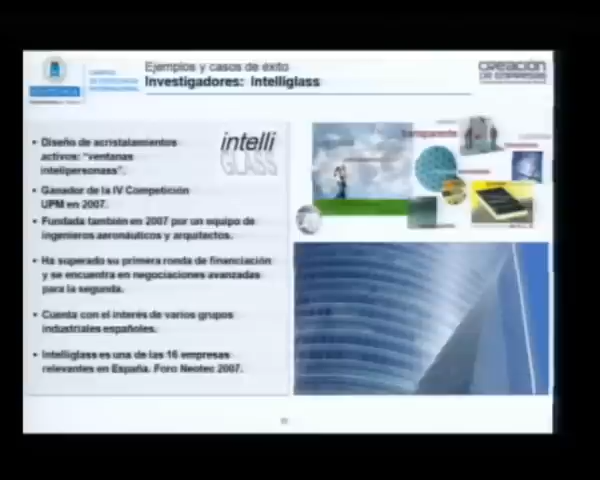 Ejemplos y casos de éxito
Investigadores: Intelliglass
CREACIÓN
DE EMPRESAS
• Diseño de acristalamientos
activos: "ventanas
inteligentes".
intelli
GLASS
• Ganador de la IV Competición
UPM en 2007.
• Fundada también en 2007 por un equipo de
ingenieros aeronáuticos y arquitectos.
• Ha superado su primera ronda de financiación
y se encuentra en negociaciones avanzadas
para la segunda.
• Cuenta con el interés de varios grupos
industriales españoles.
• Intelliglass es una de las 16 empresas
relevantes en España. Foro Neotec 2007.
transparente